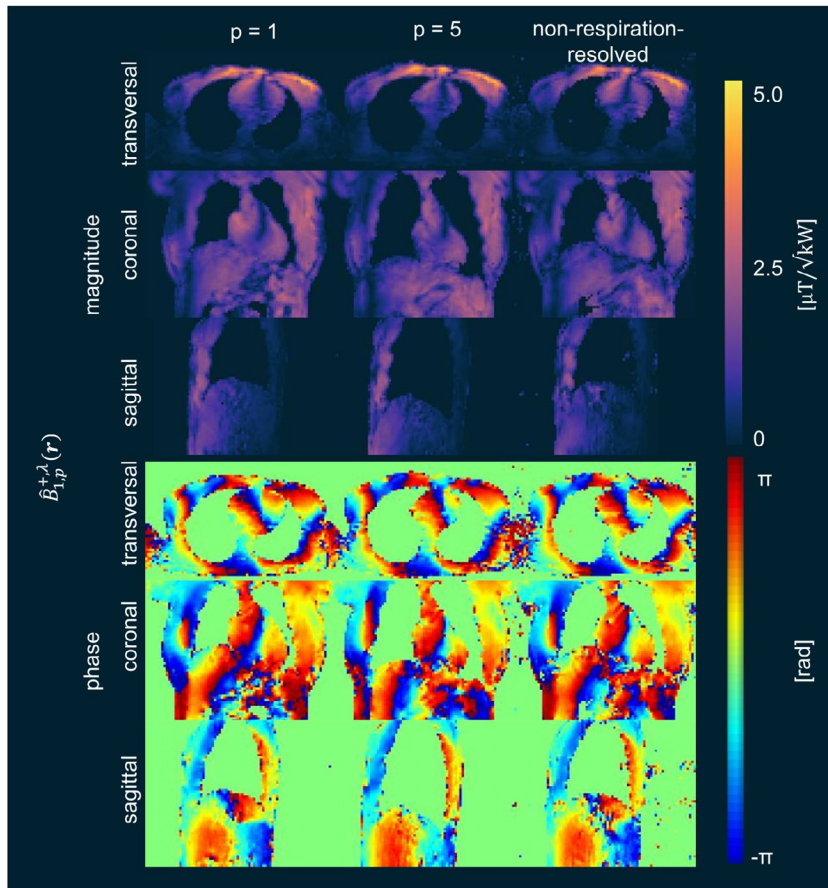 p = 1
p = 5
non-respiration-
resolved
transversal
coronal
sagittal
magnitude
5.0
2.5
0
[μT/√kW]
B̂₁,ₚ⁺,λ(r)
transversal
coronal
sagittal
phase
π
-π
[rad]